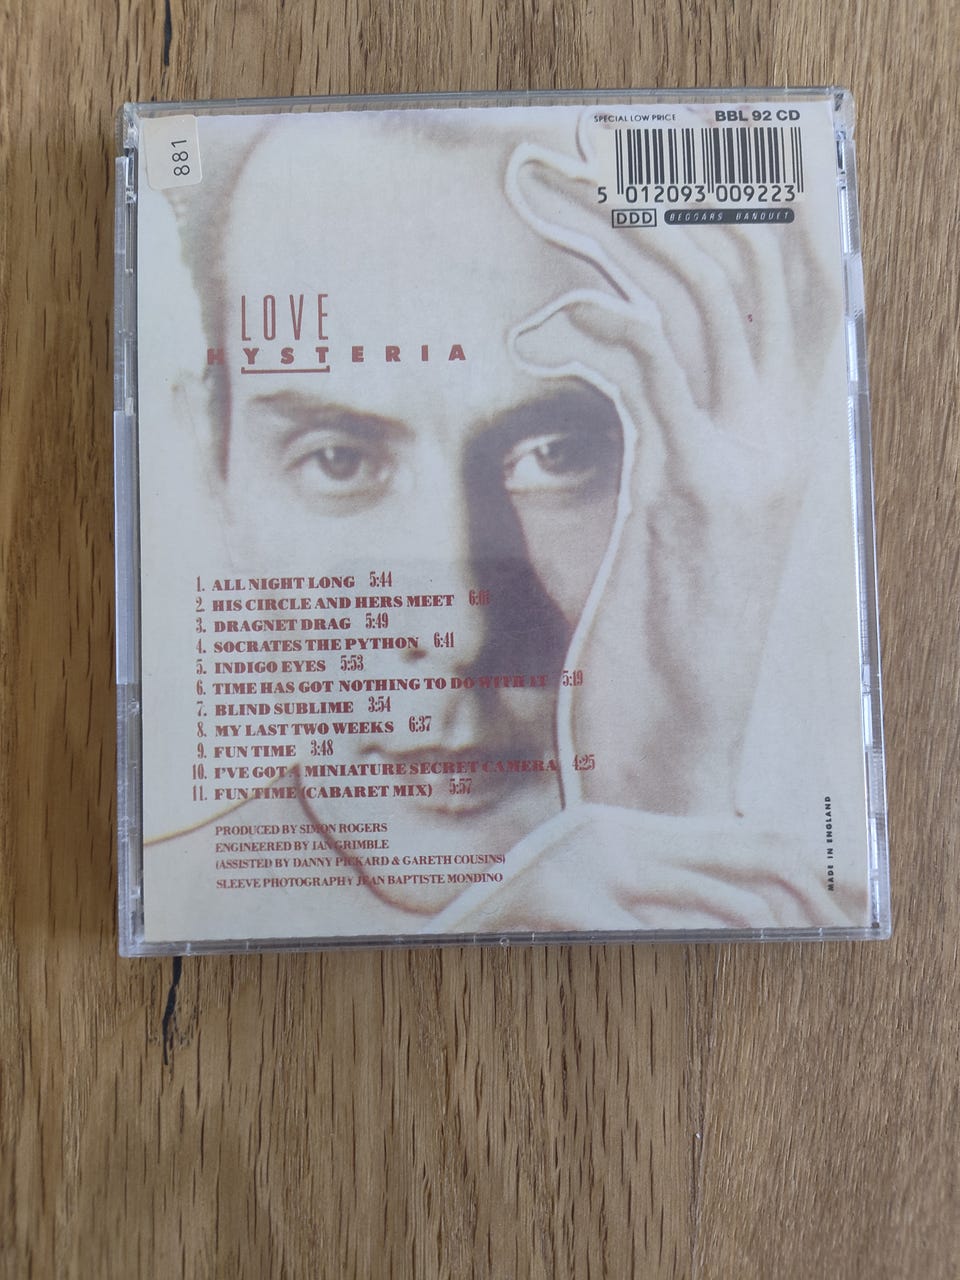 881
SPECIAL LOW PRICE BBL 92 CD
5 012093 009223
DDD BEGGARS BANQUET
LOVE
HYSTERIA
1. ALL NIGHT LONG 5:44
2. HIS CIRCLE AND HERS MEET 6:01
3. DRAGNET DRAG 5:49
4. SOCRATES THE PYTHON 6:41
5. INDIGO EYES 5:53
6. TIME HAS GOT NOTHING TO DO WITH IT 5:19
7. BLIND SUBLIME 3:54
8. MY LAST TWO WEEKS 6:37
9. FUN TIME 3:48
10. I'VE GOT A MINIATURE SECRET CAMERA 4:25
11. FUN TIME (CABARET MIX) 5:57
PRODUCED BY SIMON ROGERS
ENGINEERED BY IAN GRIMBLE
(ASSISTED BY DANNY PICKARD & GARETH COUSINS)
SLEEVE PHOTOGRAPHY JEAN BAPTISTE MONDINO
MADE IN ENGLAND